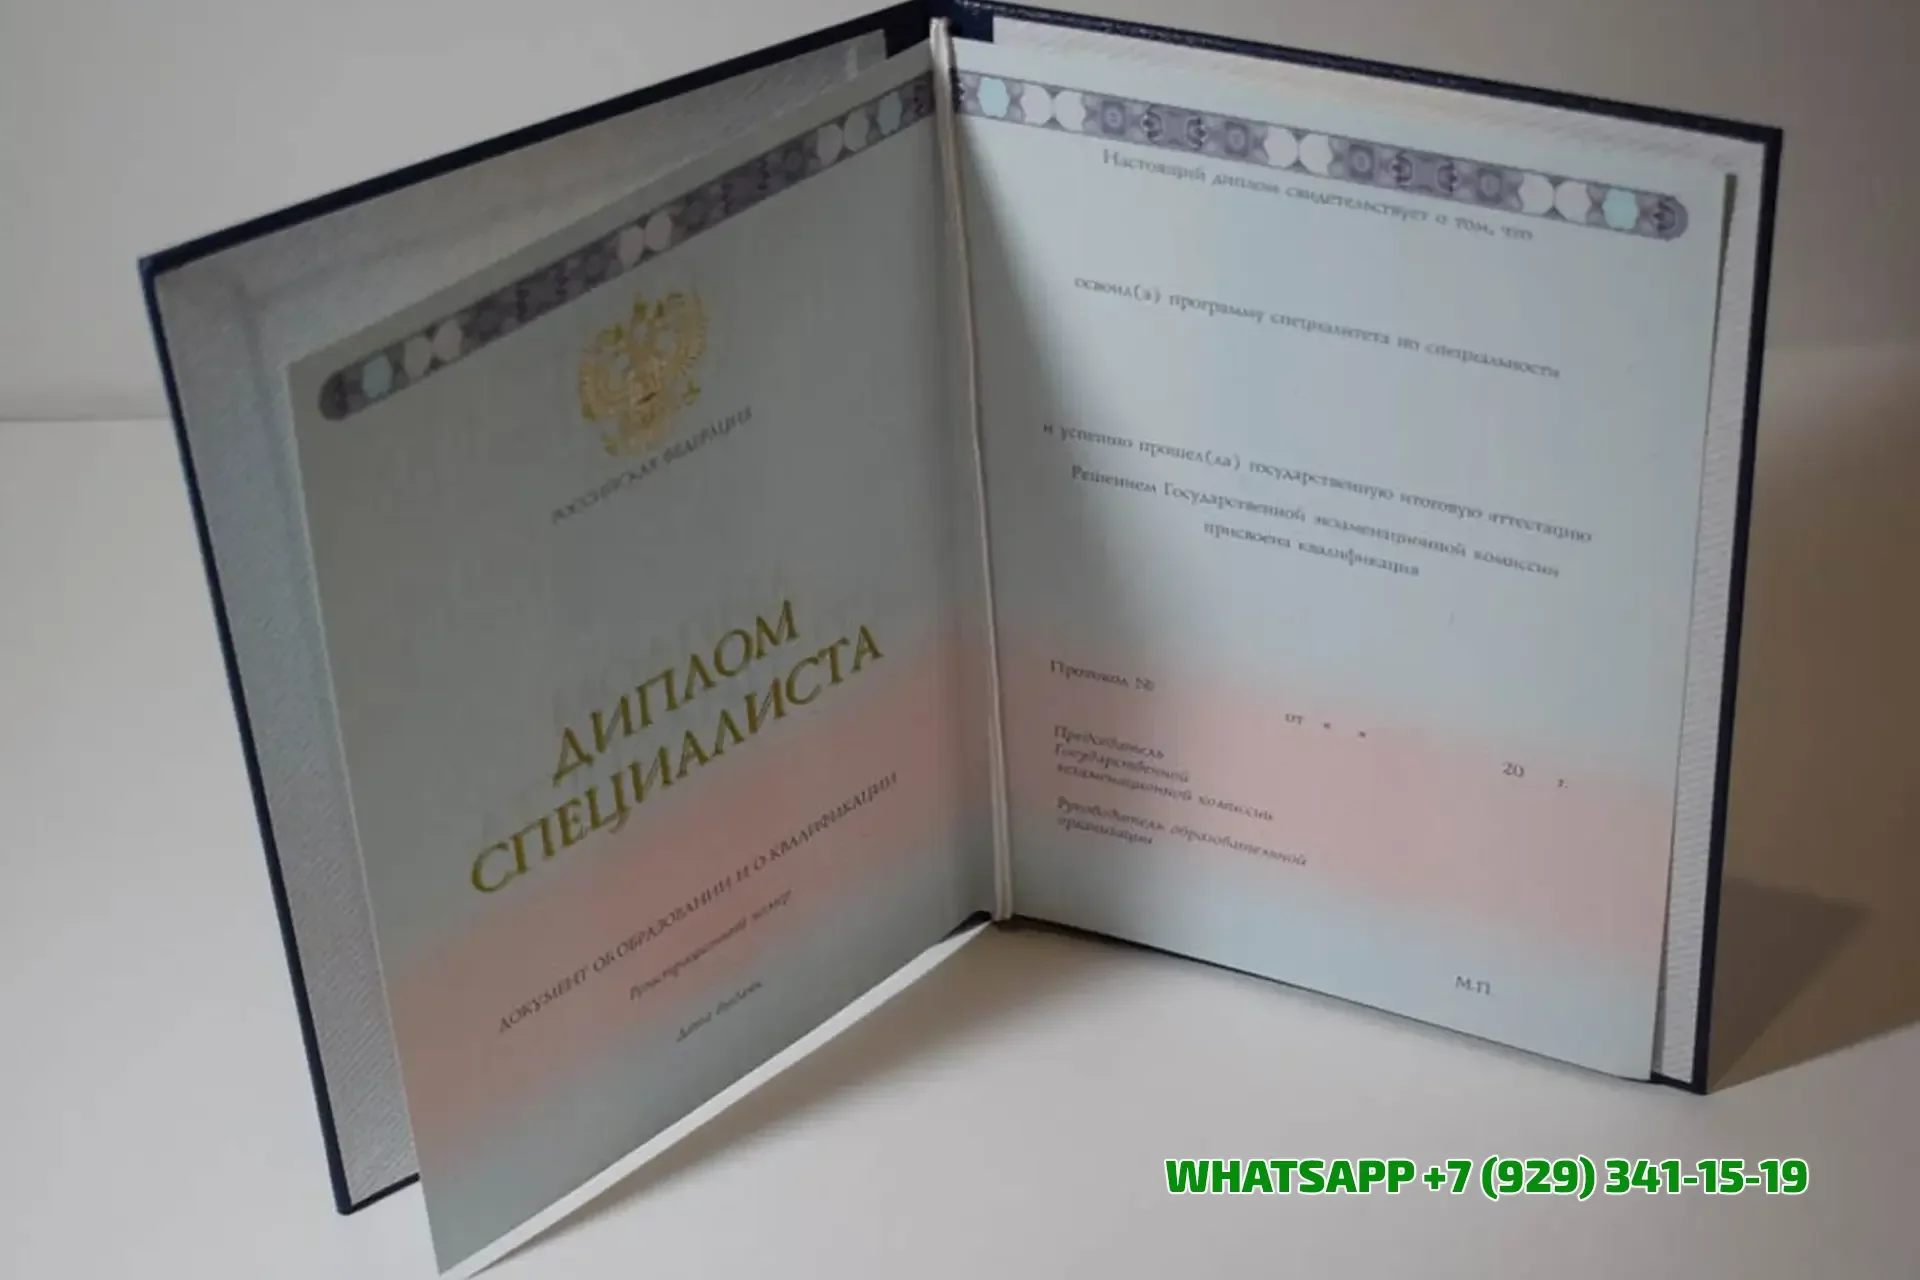 РОССИЙСКАЯ ФЕДЕРАЦИЯ
ДИПЛОМ
СПЕЦИАЛИСТА
ДОКУМЕНТ ОБ ОБРАЗОВАНИИ И О КВАЛИФИКАЦИИ
Регистрационный номер
Дата выдачи
Настоящий диплом свидетельствует о том, что
освоил(а) программу специалитета по специальности
и успешно прошел(ла) государственную итоговую аттестацию
Решением Государственной экзаменационной комиссии
присвоена квалификация
Протокол №
от « »
20 г.
Председатель
Государственной
экзаменационной комиссии
Руководитель образовательной
организации
М.П.
WHATSAPP +7 (929) 341-15-19